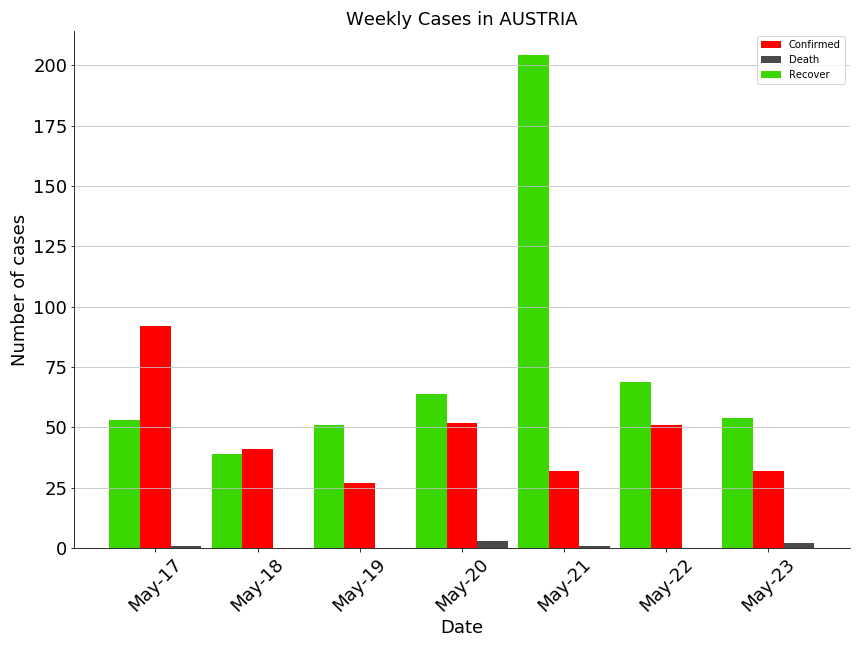 Weekly Cases in AUSTRIA
Confirmed
Death
Recover
Number of cases
200
175
150
125
100
75
50
25
0
May-17
May-18
May-19
May-20
May-21
May-22
May-23
Date